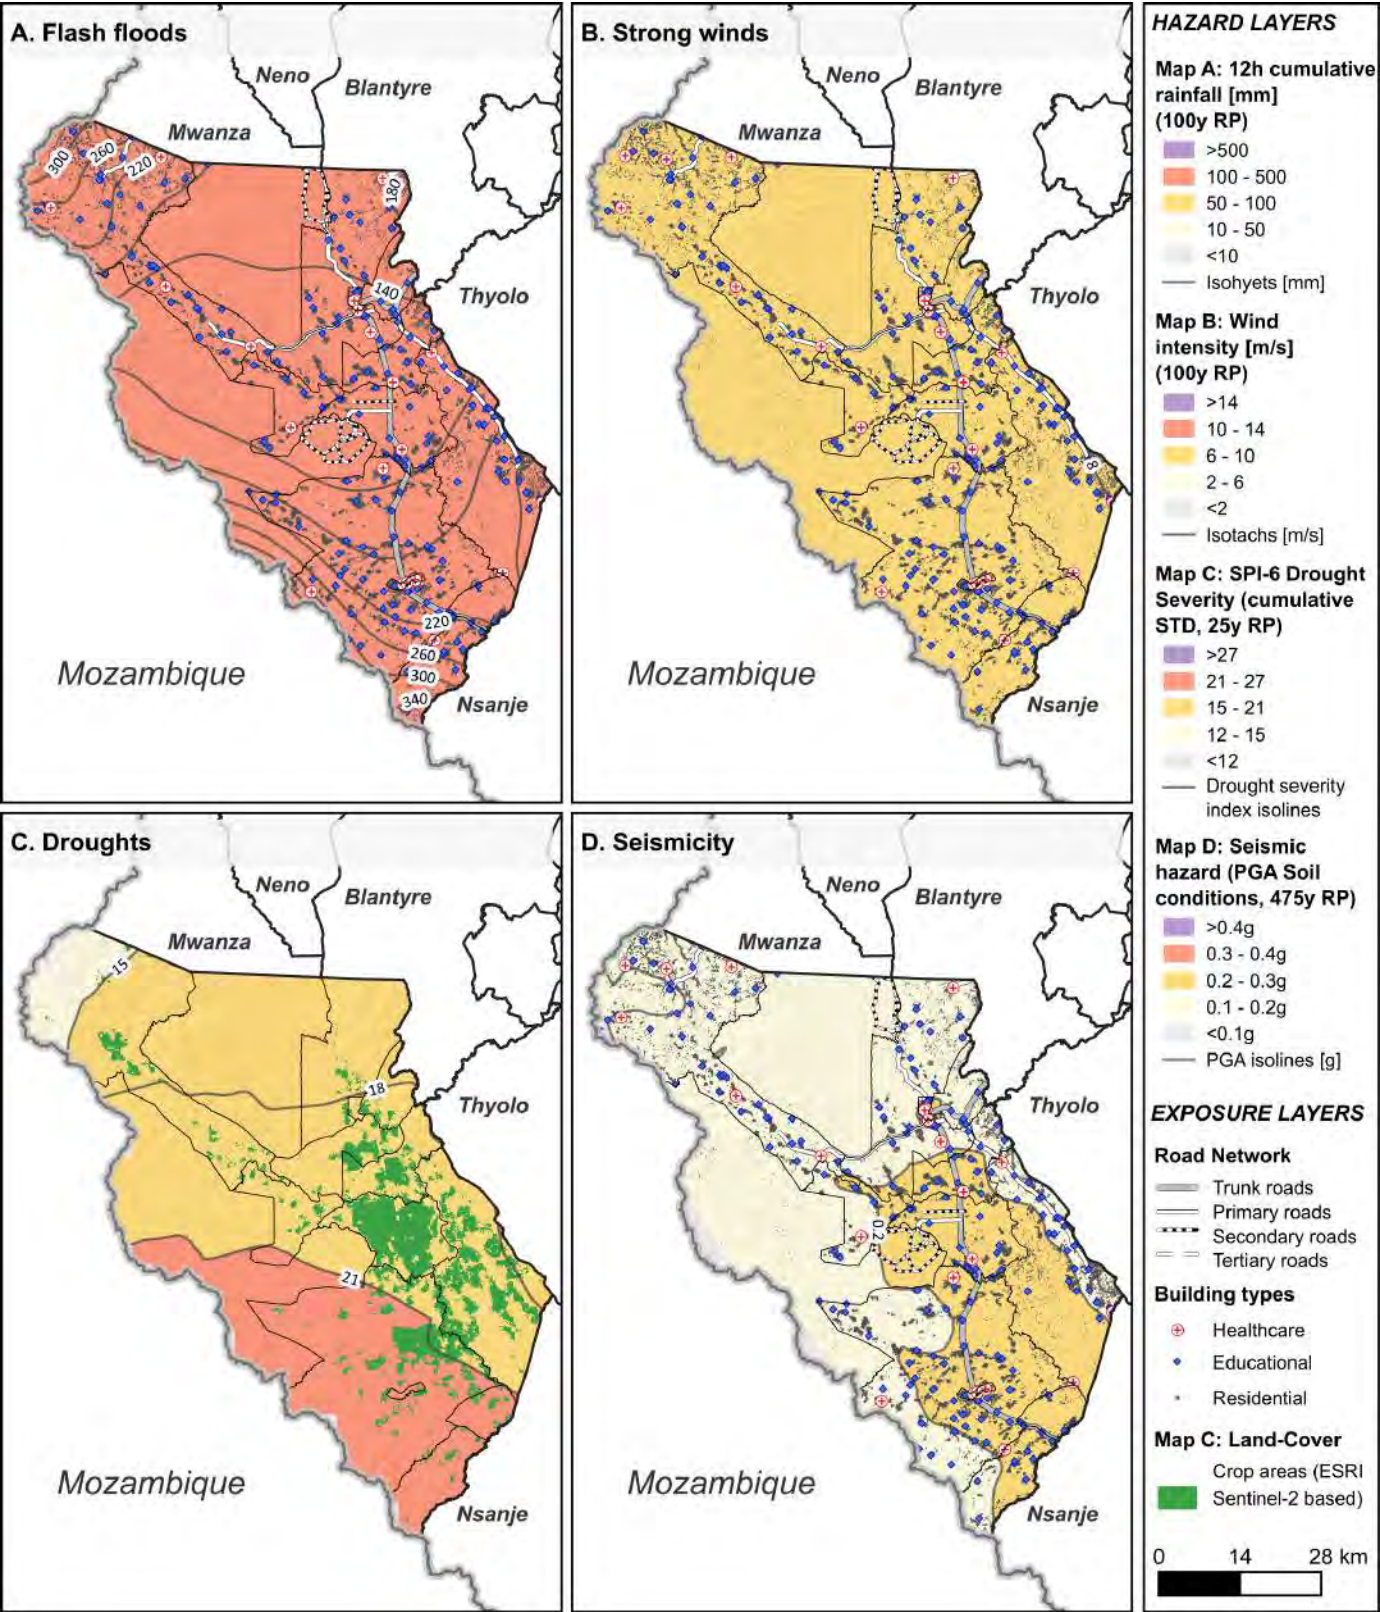 A. Flash floods
Neno
Blantyre
Mwanza
300
260
220
180
140
Thyolo
220
260
300
340
Mozambique
Nsanje
B. Strong winds
Neno
Blantyre
Mwanza
Thyolo
8
Mozambique
Nsanje
C. Droughts
Neno
Blantyre
Mwanza
15
18
Thyolo
21
Mozambique
Nsanje
D. Seismicity
Neno
Blantyre
Mwanza
Thyolo
0.2
Mozambique
Nsanje
HAZARD LAYERS
Map A: 12h cumulative
rainfall [mm]
(100y RP)
>500
100 - 500
50 - 100
10 - 50
<10
Isohyets [mm]
Map B: Wind
intensity [m/s]
(100y RP)
>14
10 - 14
6 - 10
2 - 6
<2
Isotachs [m/s]
Map C: SPI-6 Drought
Severity (cumulative
STD, 25y RP)
>27
21 - 27
15 - 21
12 - 15
<12
Drought severity
index isolines
Map D: Seismic
hazard (PGA Soil
conditions, 475y RP)
>0.4g
0.3 - 0.4g
0.2 - 0.3g
0.1 - 0.2g
<0.1g
PGA isolines [g]
EXPOSURE LAYERS
Road Network
Trunk roads
Primary roads
Secondary roads
Tertiary roads
Building types
Healthcare
Educational
Residential
Map C: Land-Cover
Crop areas (ESRI
Sentinel-2 based)
0 14 28 km